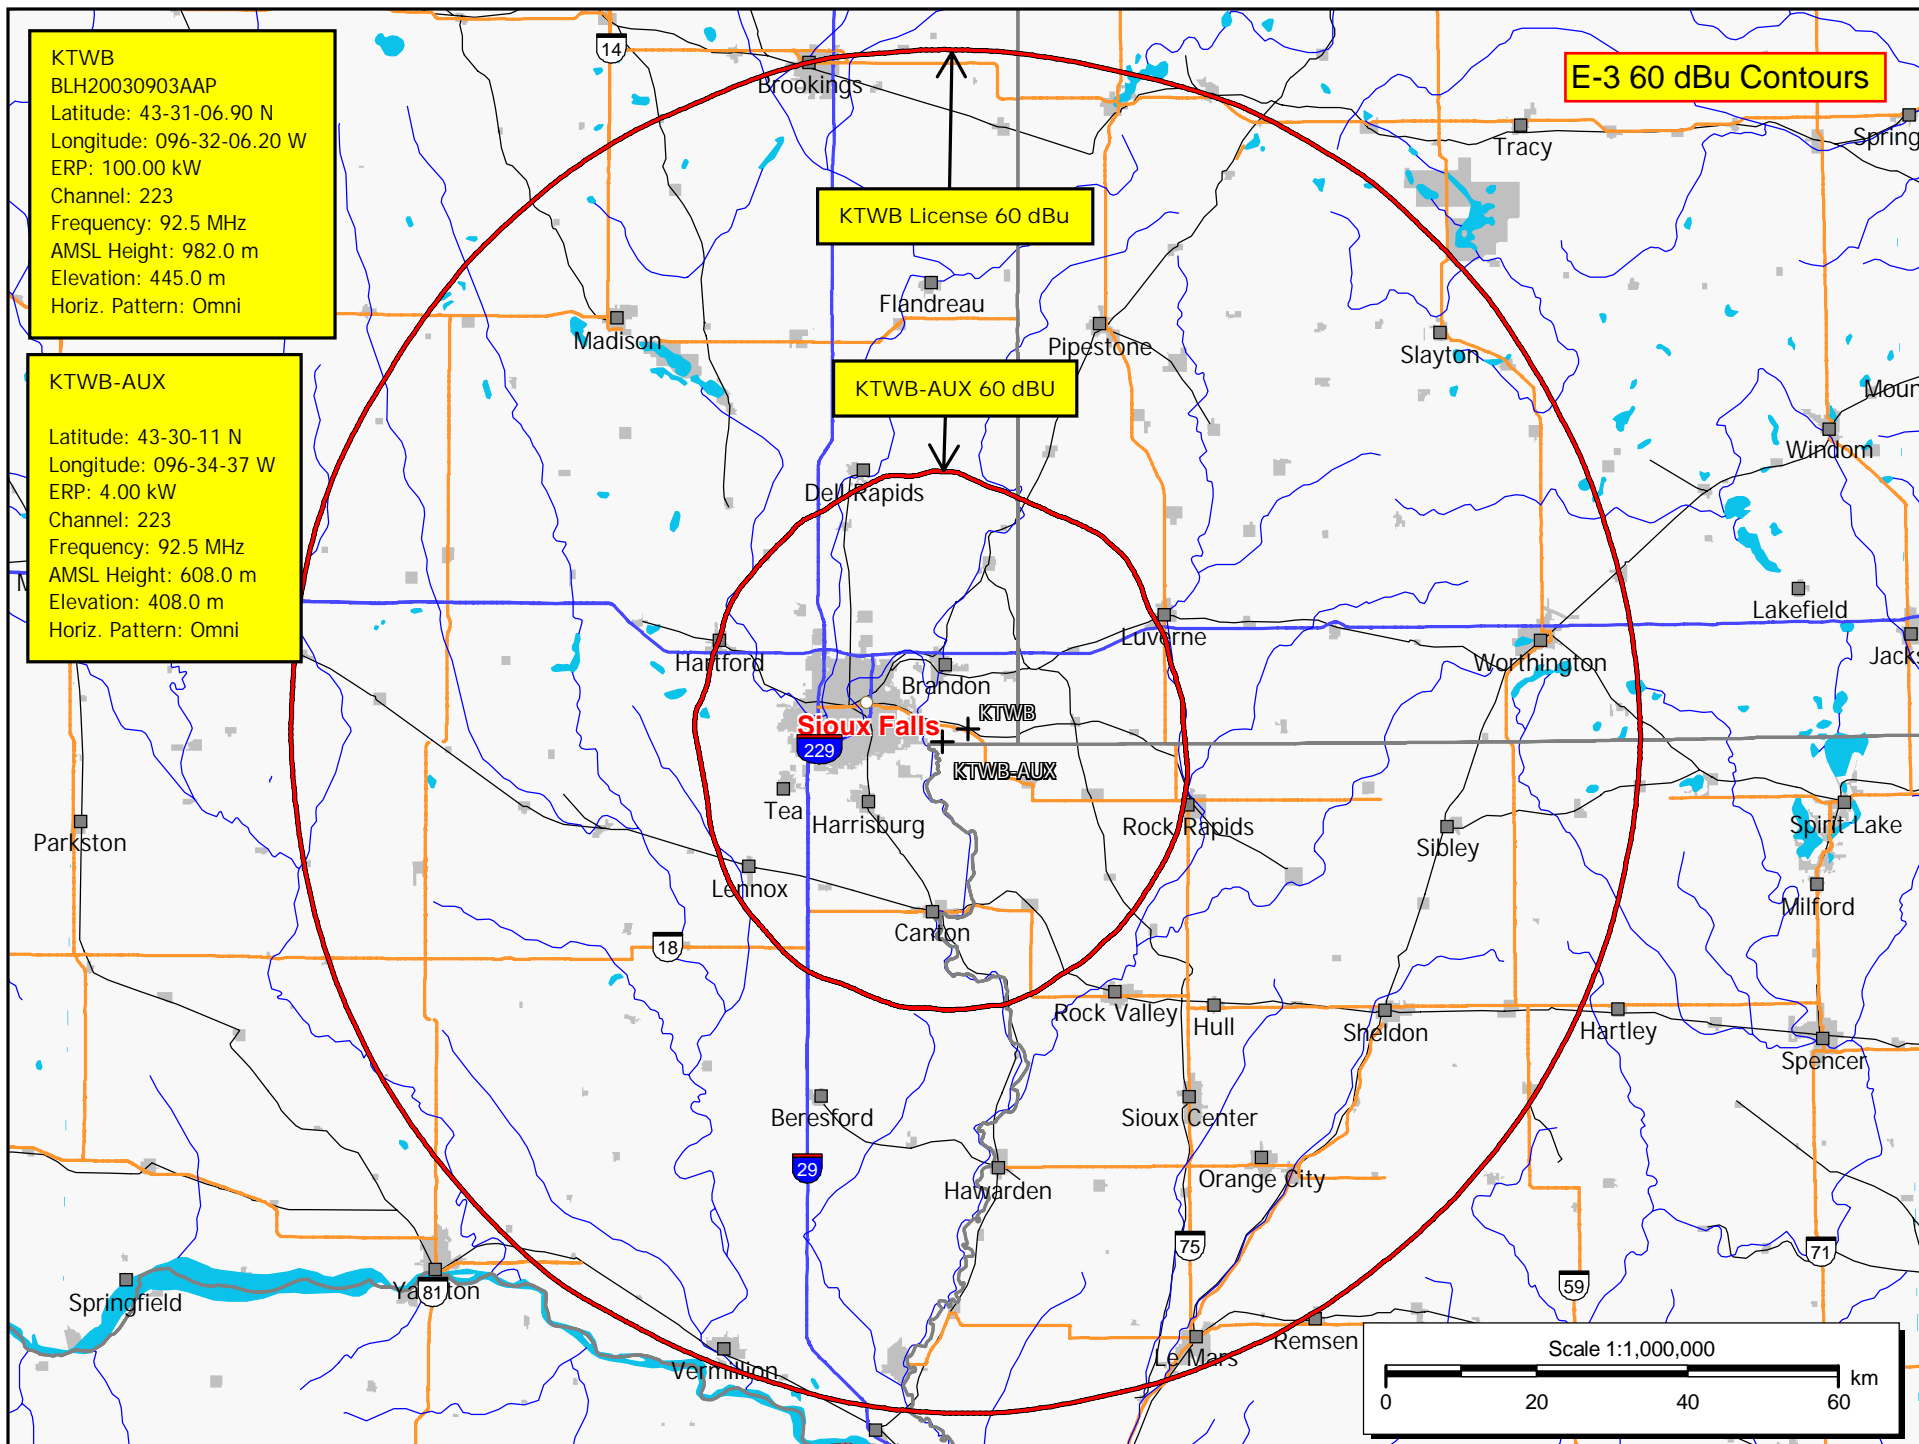 KTWB
BLH20030903AAP
Latitude: 43-31-06.90 N
Longitude: 096-32-06.20 W
ERP: 100.00 kW
Channel: 223
Frequency: 92.5 MHz
AMSL Height: 982.0 m
Elevation: 445.0 m
Horiz. Pattern: Omni
KTWB-AUX
Latitude: 43-30-11 N
Longitude: 096-34-37 W
ERP: 4.00 kW
Channel: 223
Frequency: 92.5 MHz
AMSL Height: 608.0 m
Elevation: 408.0 m
Horiz. Pattern: Omni
E-3 60 dBu Contours
14
Brookings
Tracy
Spring
KTWB License 60 dBu
Flandreau
Madison
Pipestone
Slayton
KTWB-AUX 60 dBU
Moun
Windom
Dell Rapids
Lakefield
Luverne
Hartford
Worthington
Jacks
Brandon
KTWB
Sioux Falls
229
KTWB-AUX
Tea
Harrisburg
Rock Rapids
Spirit Lake
Parkston
Sibley
Lennox
Milford
Canton
18
Rock Valley
Hull
Sheldon
Hartley
Spencer
Beresford
Sioux Center
29
Hawarden
Orange City
75
71
59
Springfield
81
Vermillion
Le Mars
Remsen
Scale 1:1,000,000
km
0 20 40 60